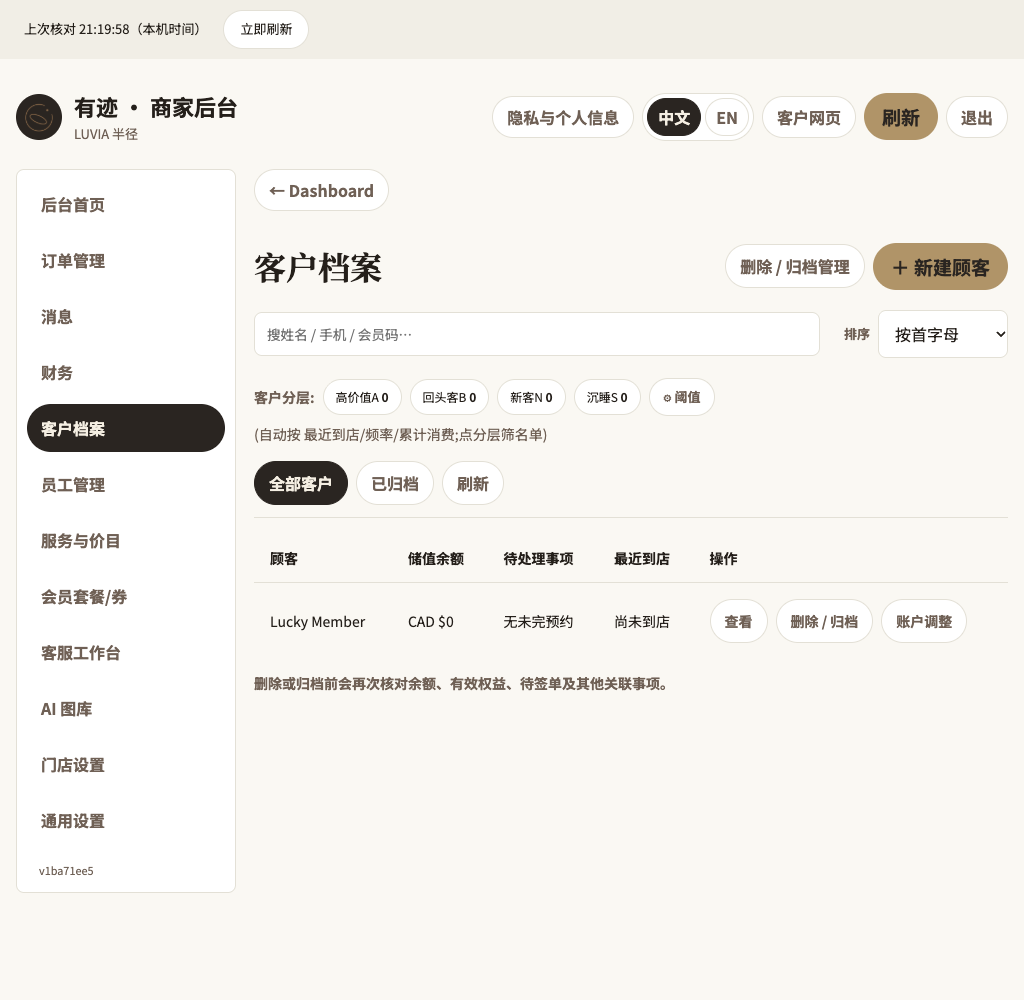 上次核对 21:19:58（本机时间） 立即刷新
有迹 · 商家后台
LUVIA 半径
隐私与个人信息 中文 EN 客户网页 刷新 退出
后台首页
订单管理
消息
财务
客户档案
员工管理
服务与价目
会员套餐/券
客服工作台
AI 图库
门店设置
通用设置
v1ba71ee5
← Dashboard
客户档案 删除 / 归档管理 ＋ 新建顾客
搜姓名 / 手机 / 会员码… 排序 按首字母
客户分层: 高价值A 0 回头客B 0 新客N 0 沉睡S 0 ⚙ 阈值
(自动按 最近到店/频率/累计消费;点分层筛名单)
全部客户 已归档 刷新
顾客 储值余额 待处理事项 最近到店 操作
Lucky Member CAD $0 无未完预约 尚未到店 查看 删除 / 归档 账户调整
删除或归档前会再次核对余额、有效权益、待签单及其他关联事项。